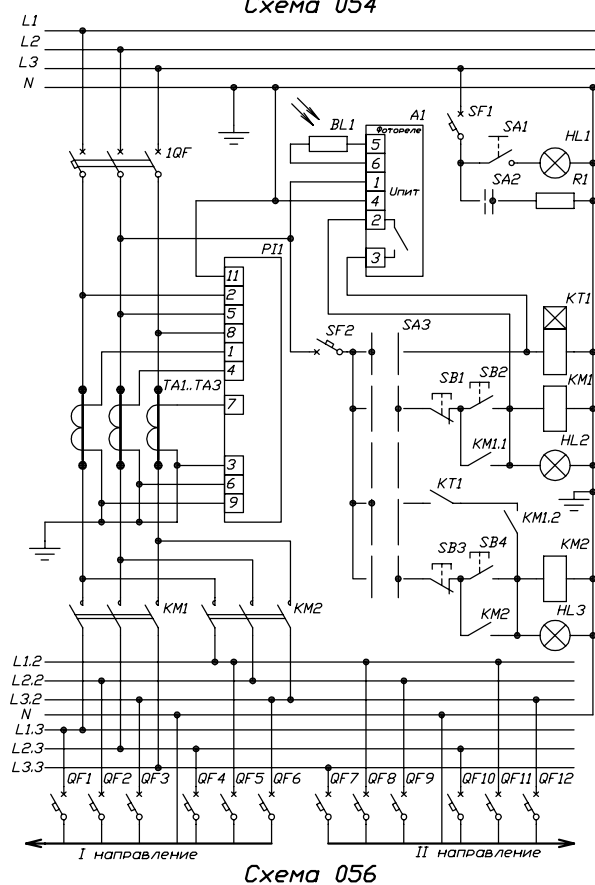 Схема 054
L1
L2
L3
N
A1
SF1
BL1
Фотореле
SA1
HL1
1QF
5
6
1
Uпит
4
2
3
SA2
R1
PI1
11
2
5
8
1
4
7
3
6
9
KT1
SF2
SA3
TA1..TA3
SB1
SB2
KM1
KM1.1
HL2
KT1
KM1.2
SB3
SB4
KM2
KM1
KM2
KM2
HL3
L1.2
L2.2
L3.2
N
L1.3
L2.3
L3.3
QF1
QF2
QF3
QF4
QF5
QF6
QF7
QF8
QF9
QF10
QF11
QF12
I направление
II направление
Схема 056